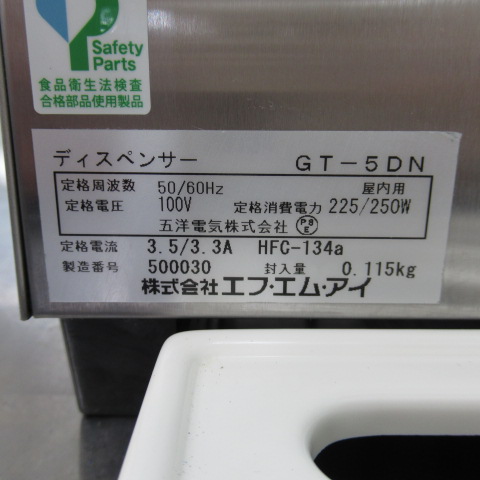 Safety
Parts
食品衛生法検査
合格部品使用製品
ディスペンサー GT-5DN
定格周波数 50/60Hz 屋内用
定格電圧 100V 定格消費電力 225/250W
五洋電気株式会社 PSE
定格電流 3.5/3.3A HFC-134a
製造番号 500030 封入量 0.115kg
株式会社エフ・エム・アイ